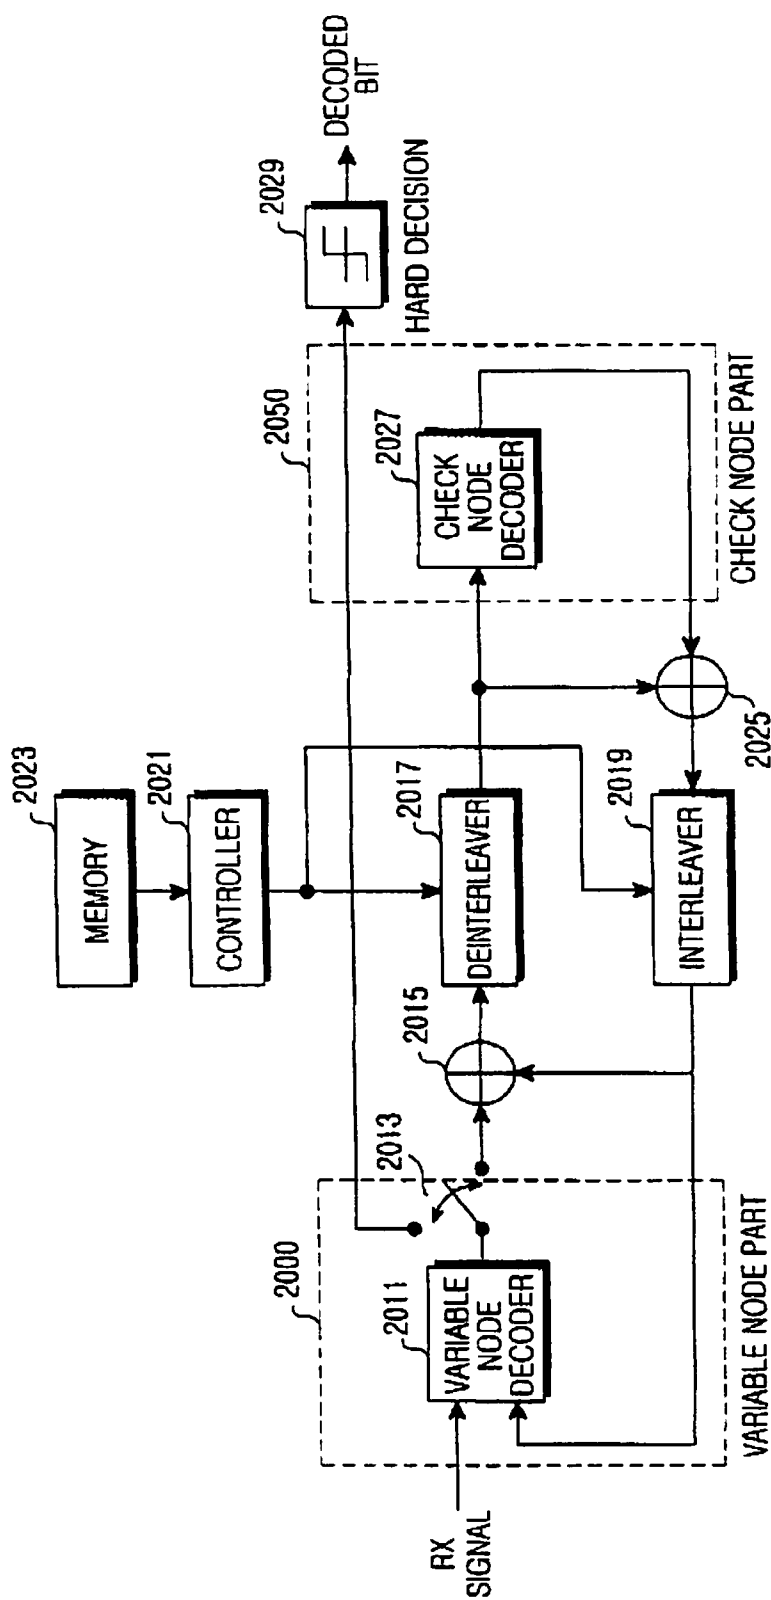 RX
SIGNAL
2000
VARIABLE
NODE
DECODER
2011
2013
VARIABLE NODE PART
2015
MEMORY
2023
CONTROLLER
2021
DEINTERLEAVER
2017
INTERLEAVER
2019
2025
2050
CHECK
NODE
DECODER
2027
CHECK NODE PART
2029
HARD DECISION
DECODED
BIT